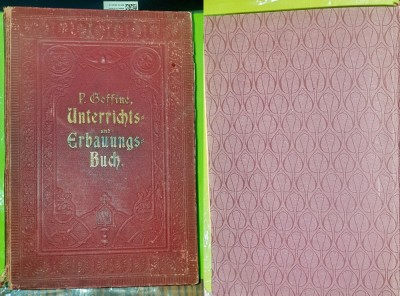 P. Goffine,
Unterrichts-
und
Erbauungs-
Buch.